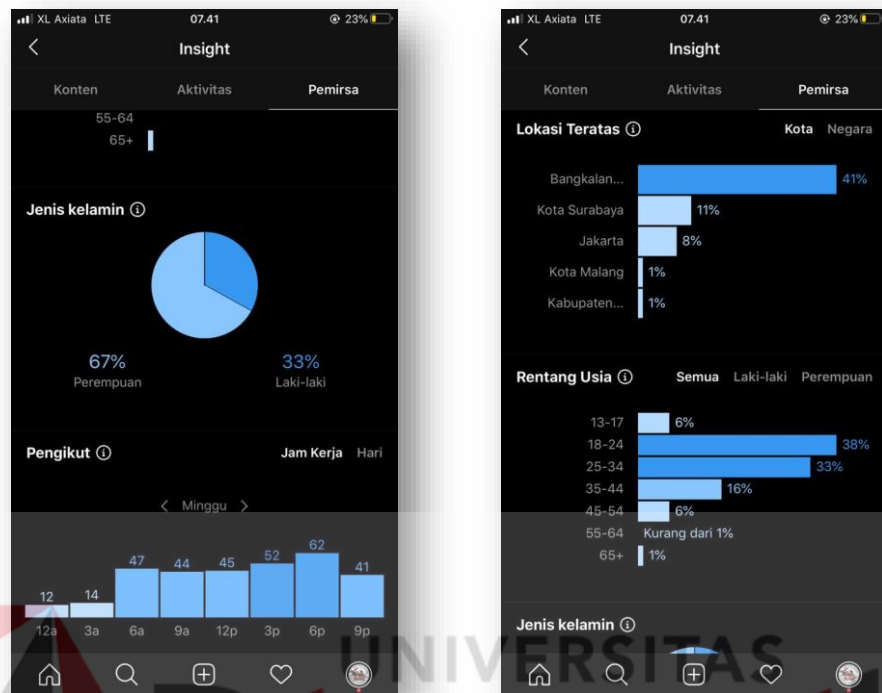 XL Axiata LTE 07.41 23%
Insight
Konten Aktivitas Pemirsa
55-64
65+
Jenis kelamin
67% 33%
Perempuan Laki-laki
Pengikut Jam Kerja Hari
Minggu
12 14 47 44 45 52 62 41
12a 3a 6a 9a 12p 3p 6p 9p
XL Axiata LTE 07.41 23%
Insight
Konten Aktivitas Pemirsa
Lokasi Teratas Kota Negara
Bangkalan... 41%
Kota Surabaya 11%
Jakarta 8%
Kota Malang 1%
Kabupaten... 1%
Rentang Usia Semua Laki-laki Perempuan
13-17 6%
18-24 38%
25-34 33%
35-44 16%
45-54 6%
55-64 Kurang dari 1%
65+ 1%
Jenis kelamin
UNIVERSITAS